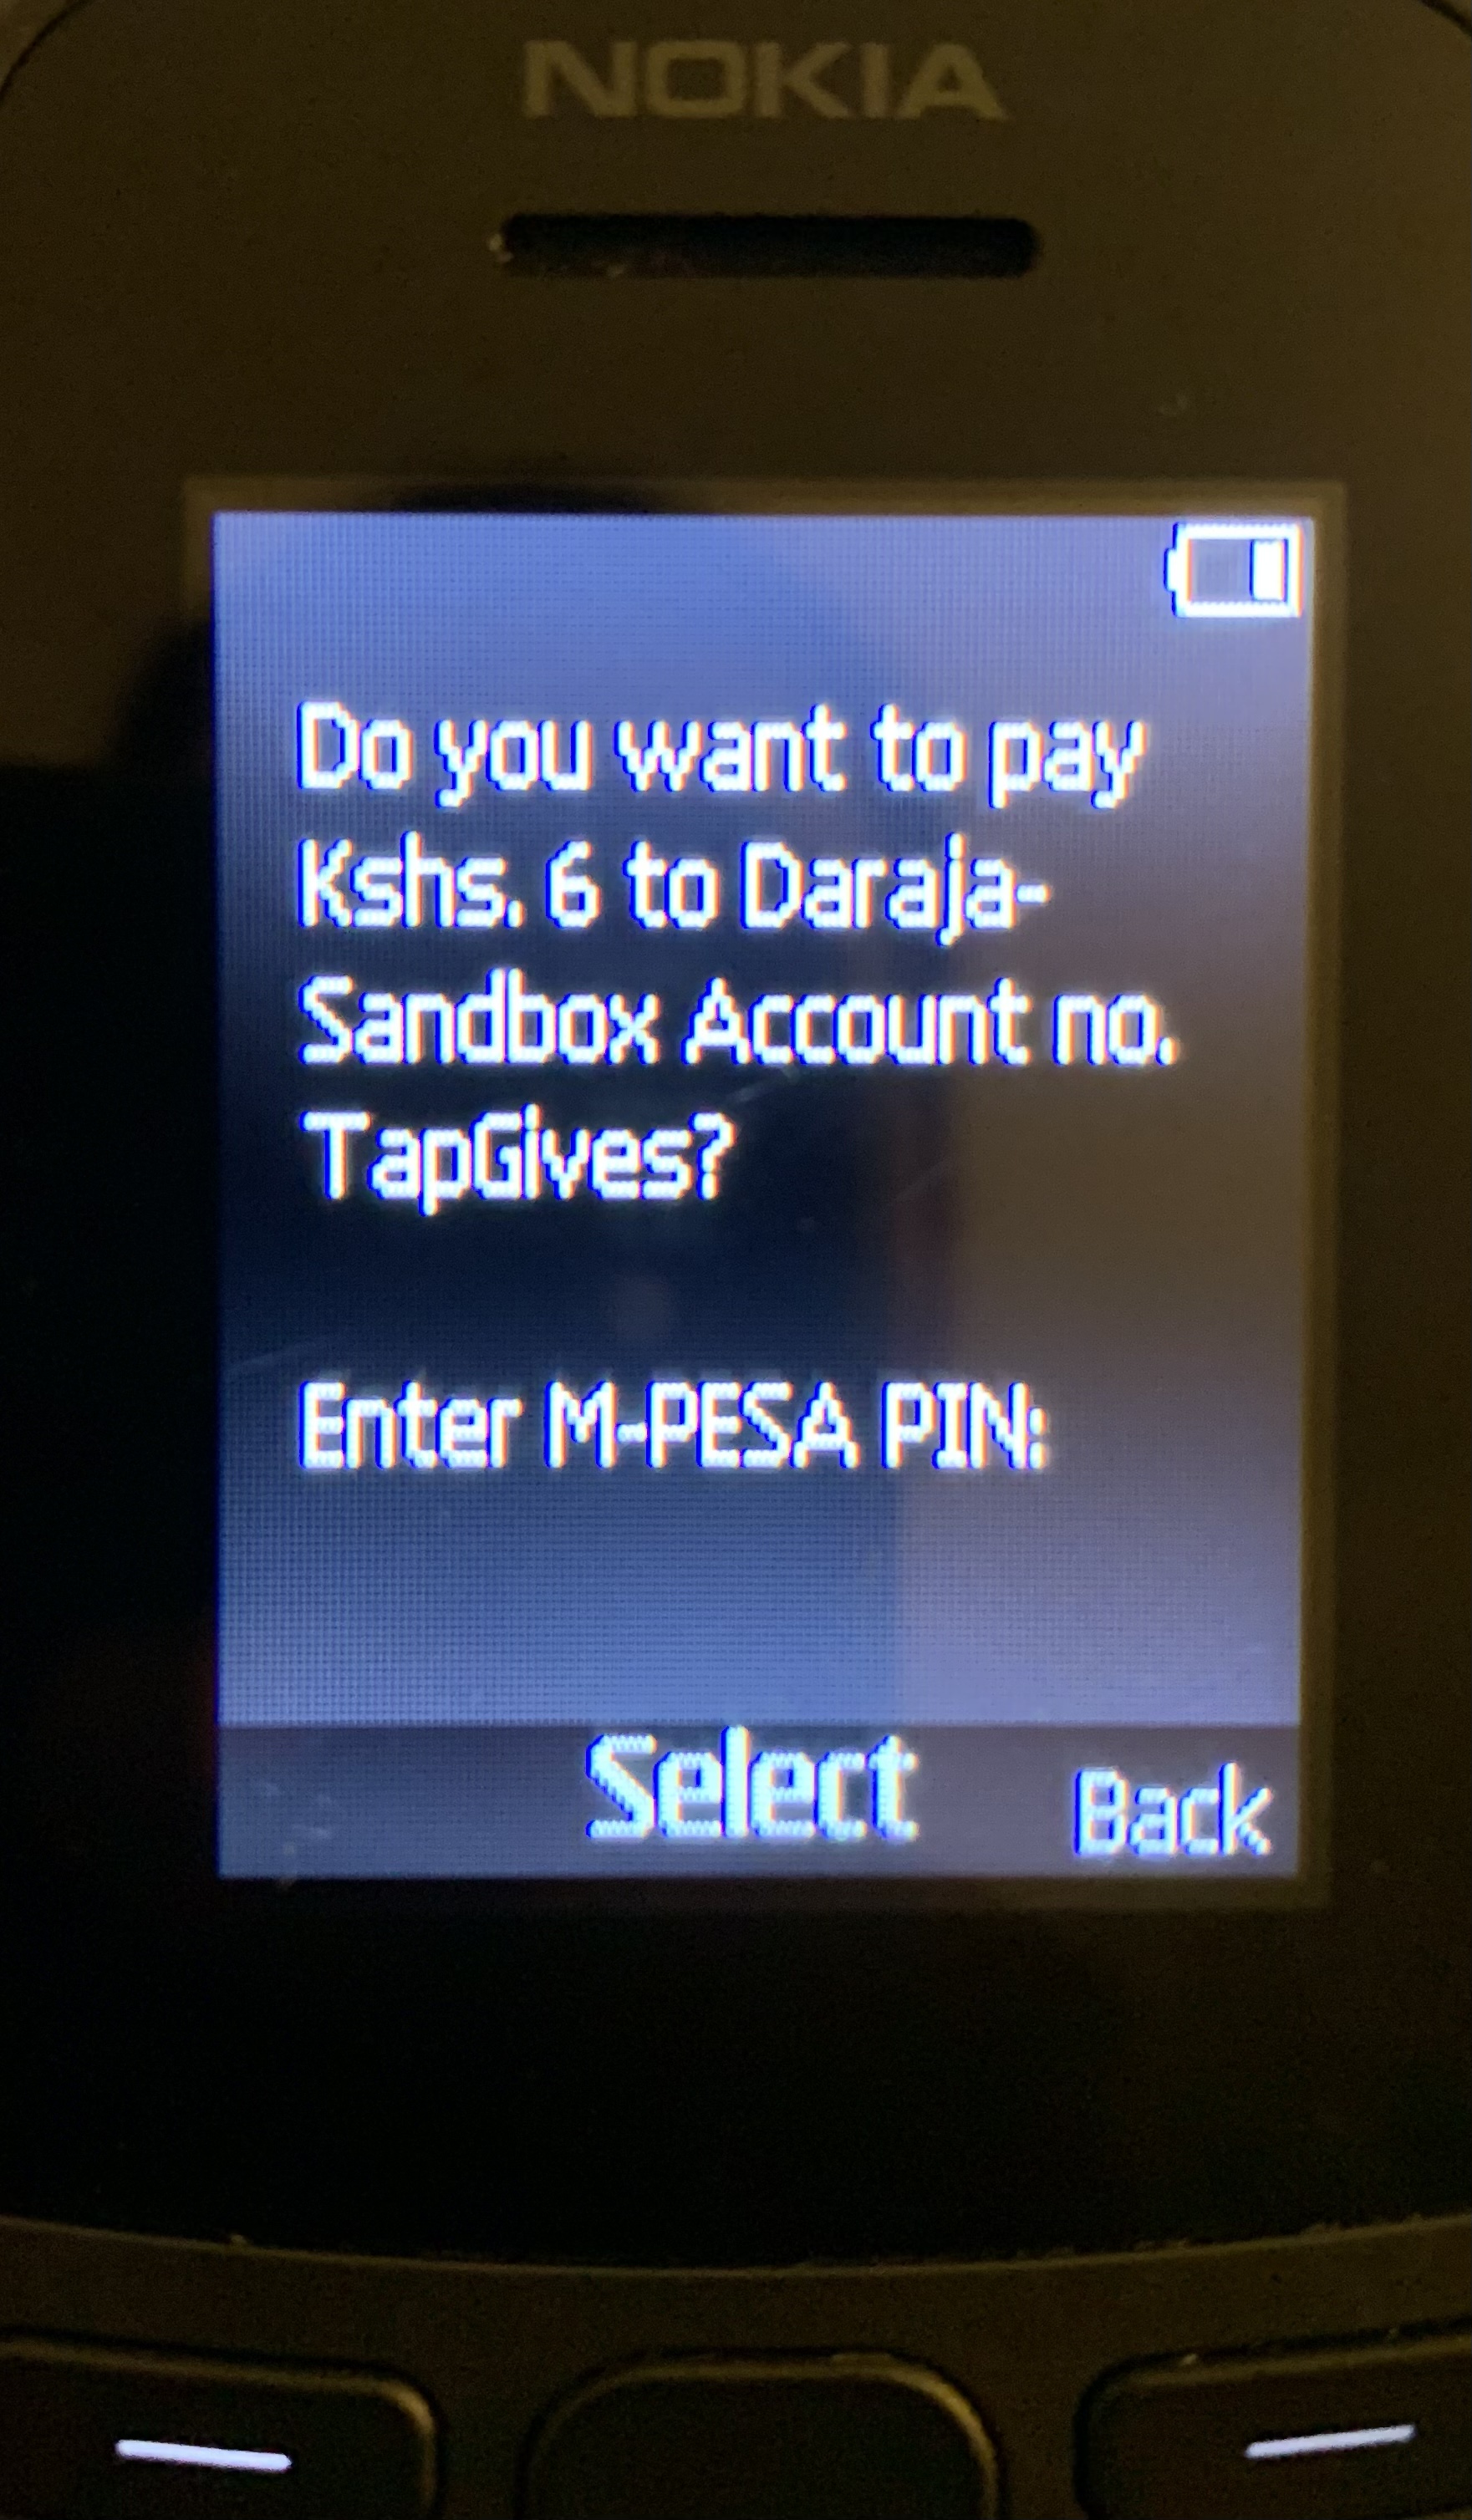 NOKIA
Do you want to pay
Kshs. 6 to Daraja-
Sandbox Account no.
TapGives?
Enter M-PESA PIN:
Select
Back